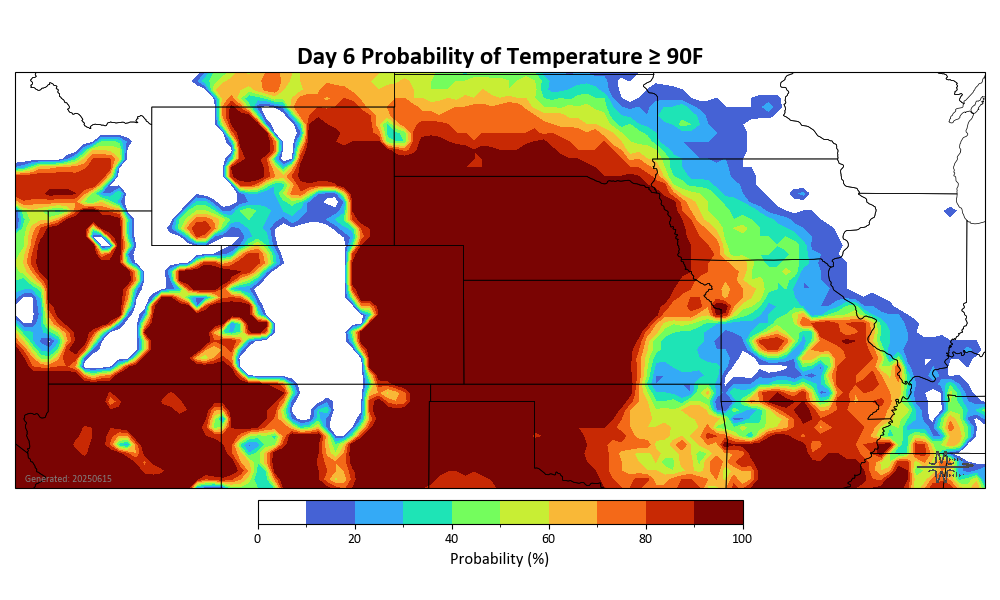 Day 6 Probability of Temperature ≥ 90F
Generated: 20250615
0 20 40 60 80 100
Probability (%)